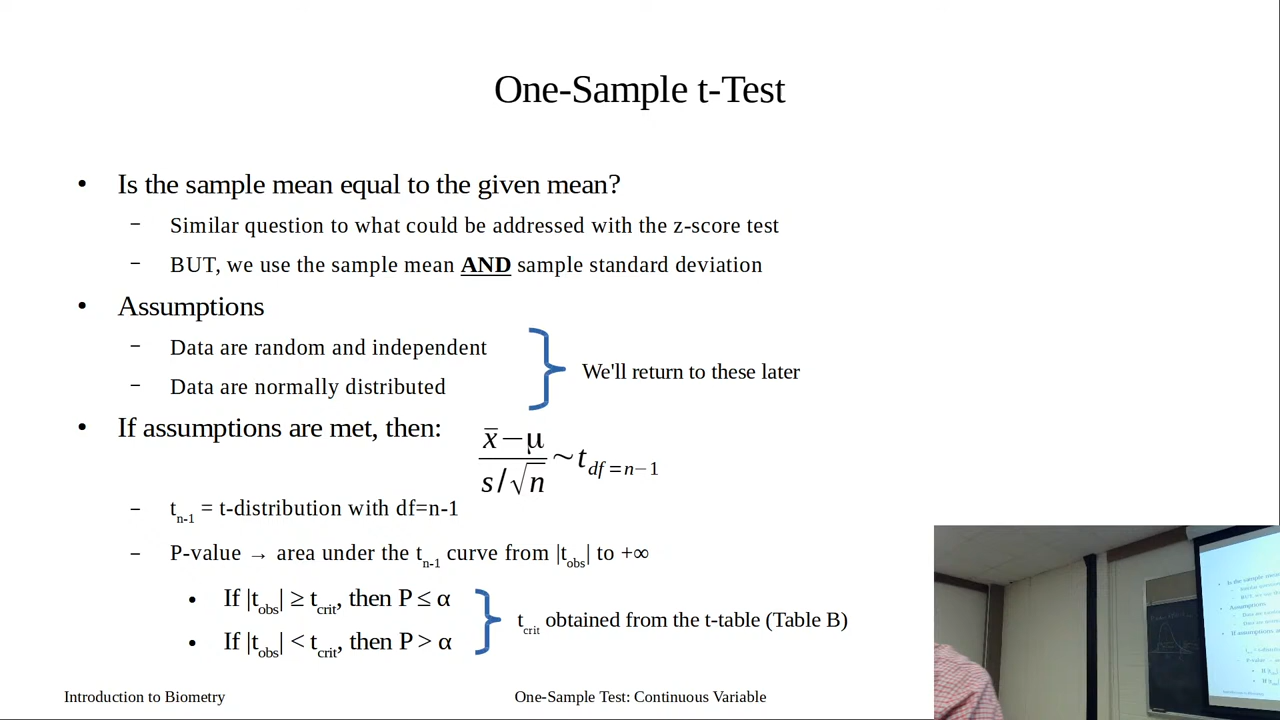 One-Sample t-Test
• Is the sample mean equal to the given mean?
– Similar question to what could be addressed with the z-score test
– BUT, we use the sample mean AND sample standard deviation
• Assumptions
– Data are random and independent
– Data are normally distributed
We'll return to these later
• If assumptions are met, then:
x̄−μ / s/√n ~ t df=n−1
– tn-1 = t-distribution with df=n-1
– P-value → area under the tn-1 curve from |tobs| to +∞
• If |tobs| ≥ tcrit, then P ≤ α
• If |tobs| < tcrit, then P > α
tcrit obtained from the t-table (Table B)
Introduction to Biometry
One-Sample Test: Continuous Variable